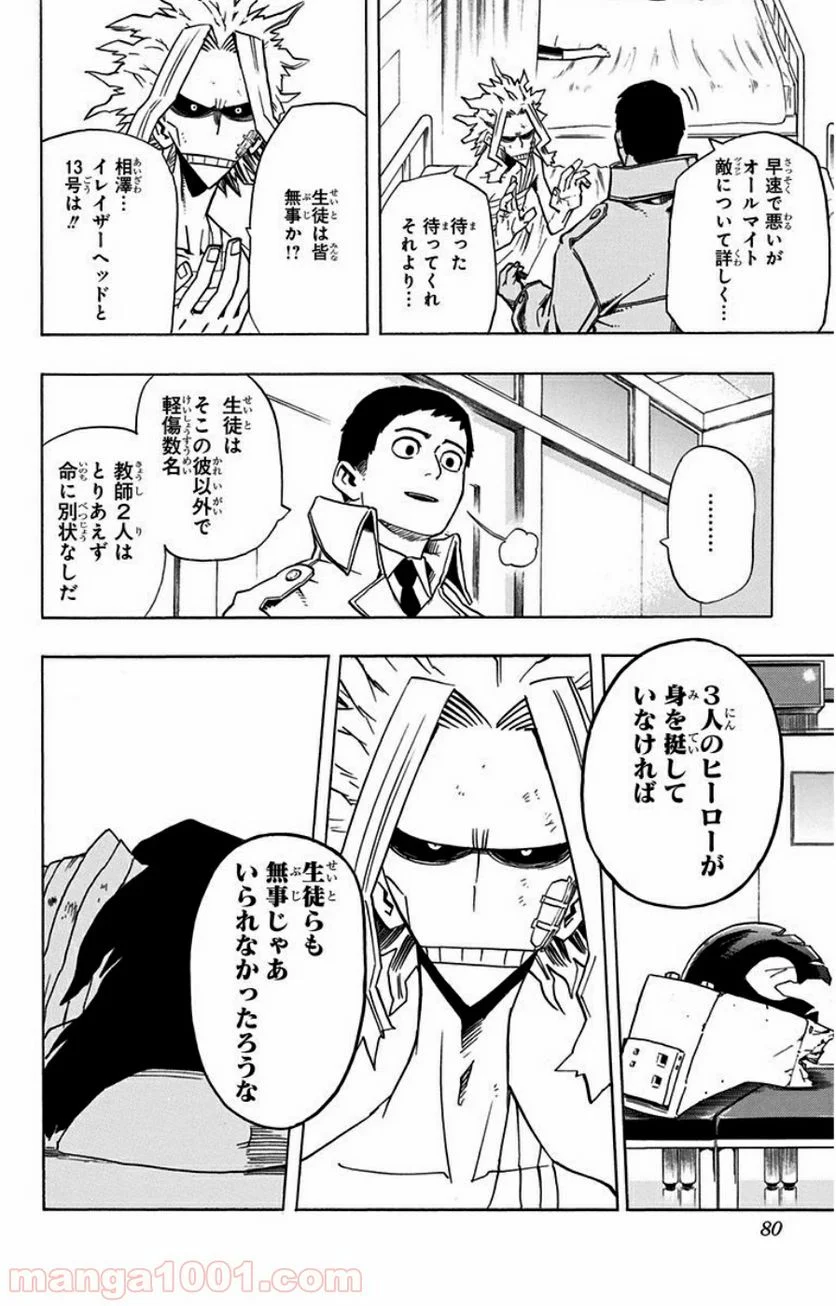 早速で悪いが
オールマイト
敵について詳しく…
待った
待ってくれ
それより…
生徒は皆
無事か!?
相澤…
イレイザーヘッドと
13号は!!
………
生徒は
そこの彼以外で
軽傷数名
教師2人は
とりあえず
命に別状なしだ
3人のヒーローが
身を挺して
いなければ
生徒らも
無事じゃあ
いられなかったろうな
80
manga1001.com